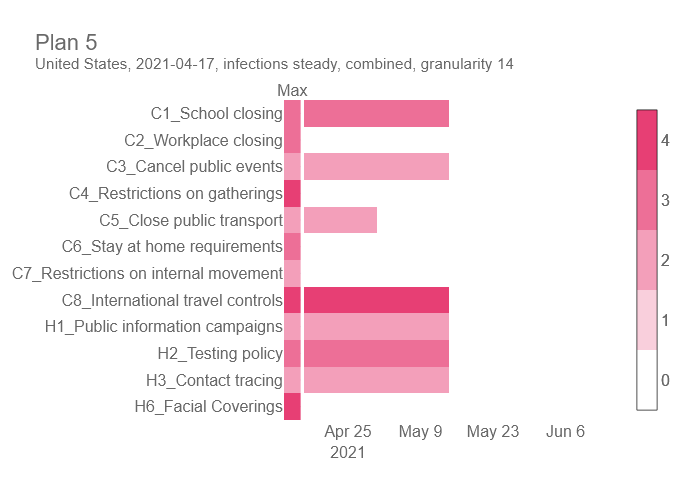 Plan 5
United States, 2021-04-17, infections steady, combined, granularity 14
Max
C1_School closing
C2_Workplace closing
C3_Cancel public events
C4_Restrictions on gatherings
C5_Close public transport
C6_Stay at home requirements
C7_Restrictions on internal movement
C8_International travel controls
H1_Public information campaigns
H2_Testing policy
H3_Contact tracing
H6_Facial Coverings
4
3
2
1
0
Apr 25 May 9 May 23 Jun 6
2021